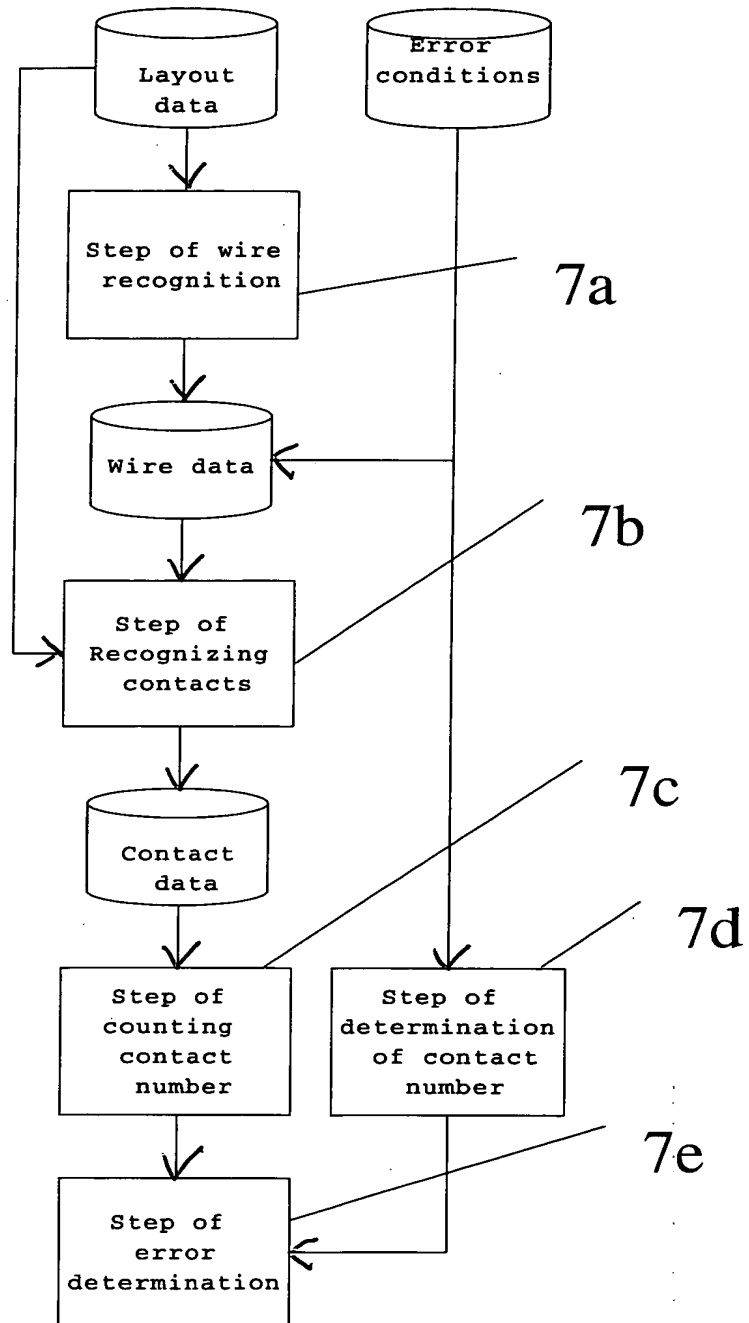 Layout
data
Error
conditions
Step of wire
recognition
7a
Wire data
7b
Step of
Recognizing
contacts
7c
Contact
data
7d
Step of
counting
contact
number
Step of
determination
of contact
number
7e
Step of
error
determination